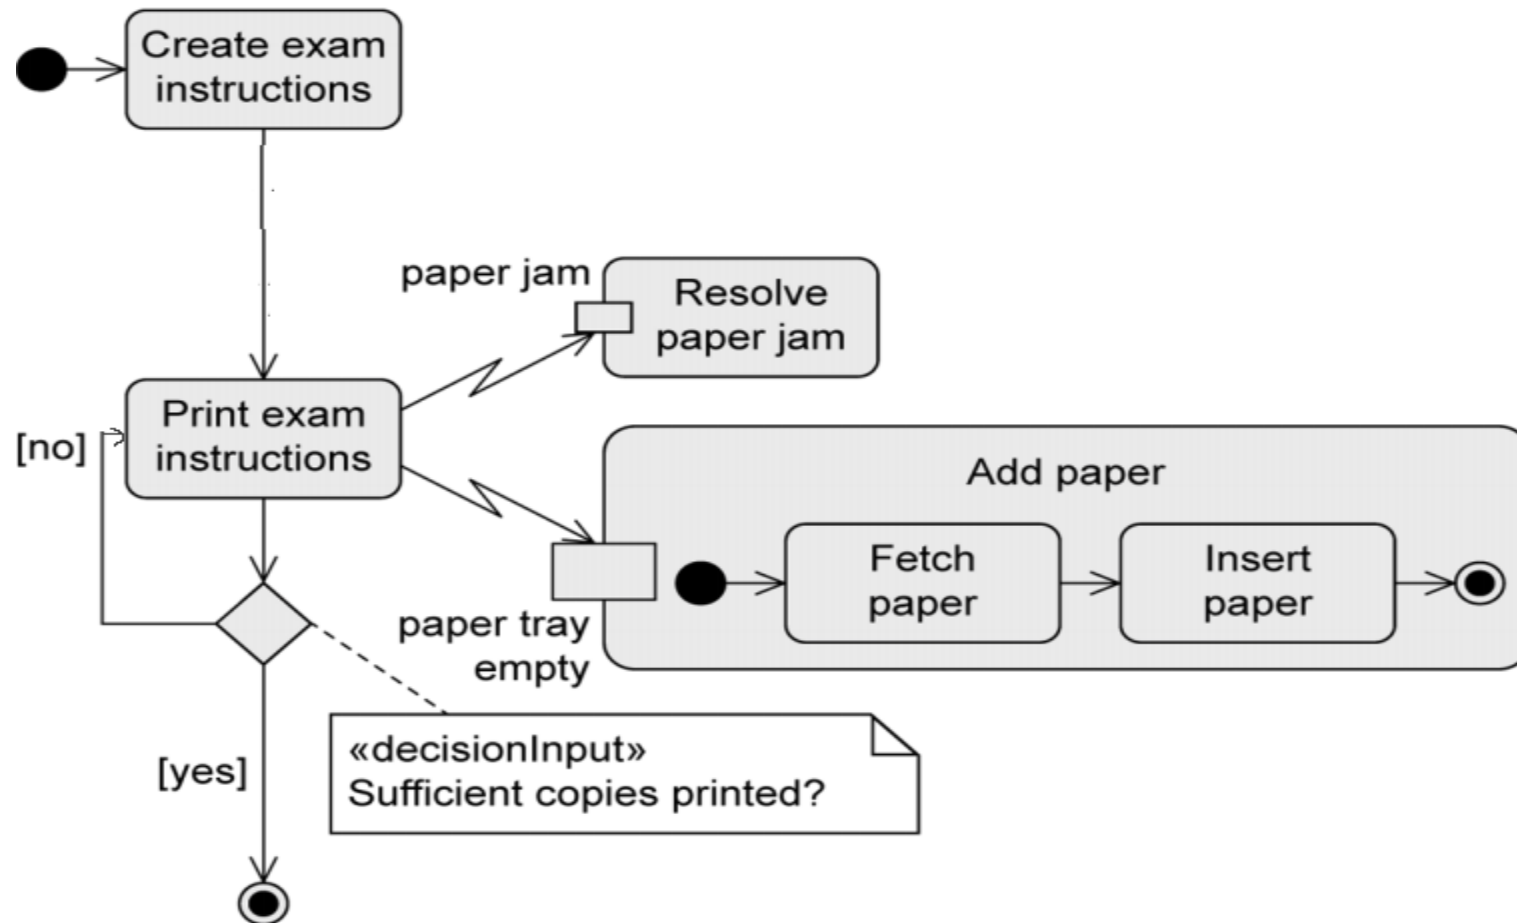 Create exam
instructions
paper jam
Resolve
paper jam
Print exam
instructions
[no]
Add paper
Fetch
paper
Insert
paper
paper tray
empty
«decisionInput»
Sufficient copies printed?
[yes]